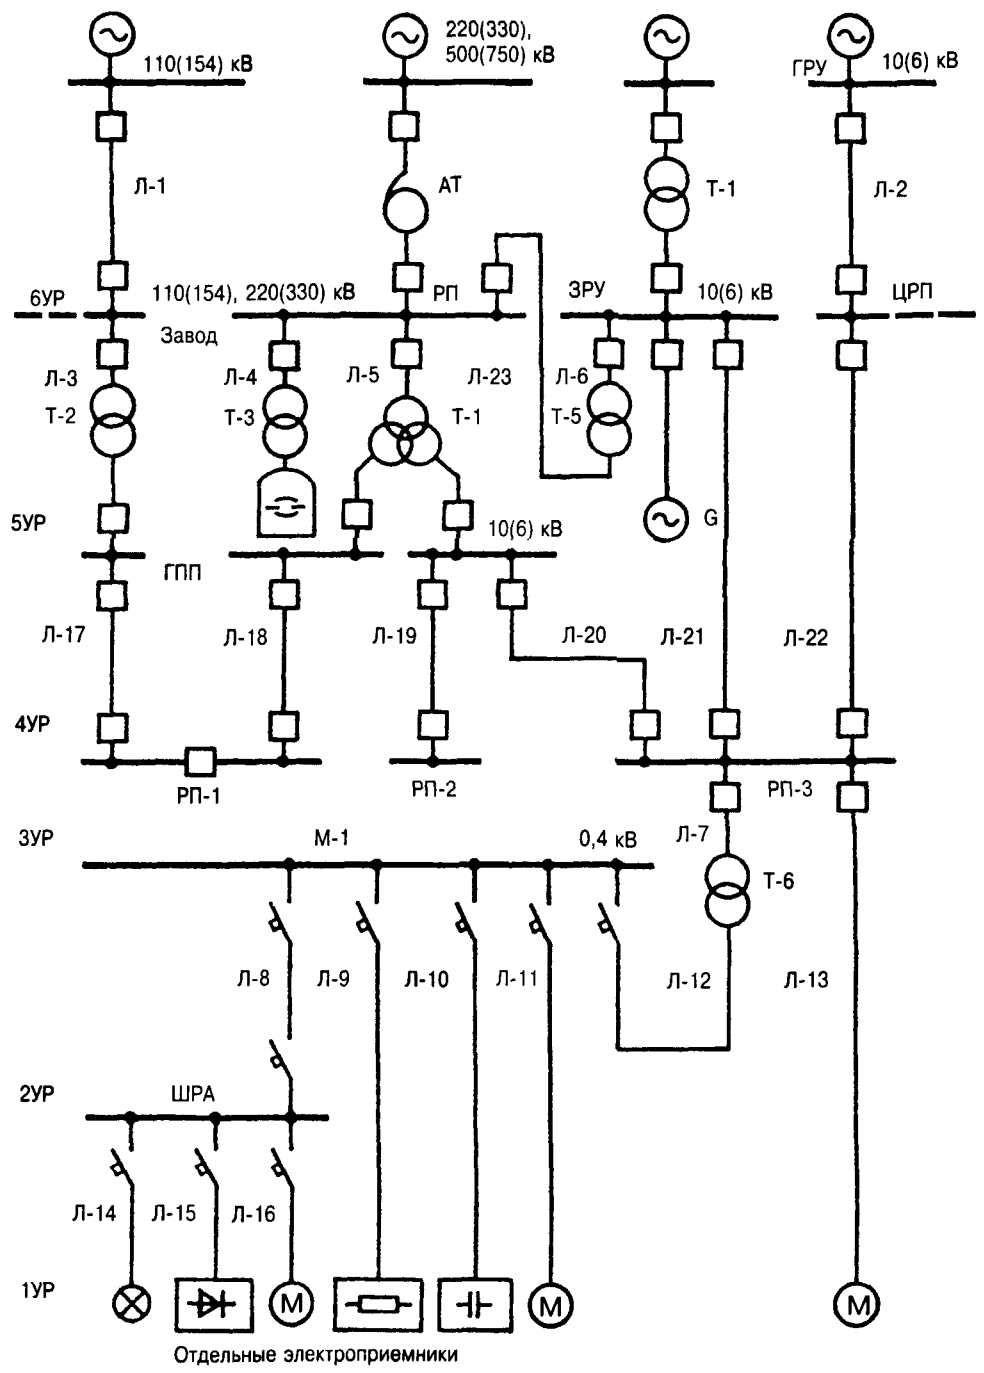 220(330),
110(154) кВ
500(750) кВ
ГРУ
10(6) кВ
Л-1
АТ
Т-1
Л-2
6УР
110(154), 220(330) кВ
РП
ЗРУ
10(6) кВ
ЦРП
Завод
Л-3
Л-4
Л-5
Л-23
Л-6
Т-2
Т-3
Т-1
Т-5
5УР
10(6) кВ
G
ГПП
Л-17
Л-18
Л-19
Л-20
Л-21
Л-22
4УР
РП-1
РП-2
РП-3
3УР
М-1
0,4 кВ
Л-7
Т-6
Л-8
Л-9
Л-10
Л-11
Л-12
Л-13
2УР
ШРА
Л-14
Л-15
Л-16
1УР
М
М
М
Отдельные электроприемники